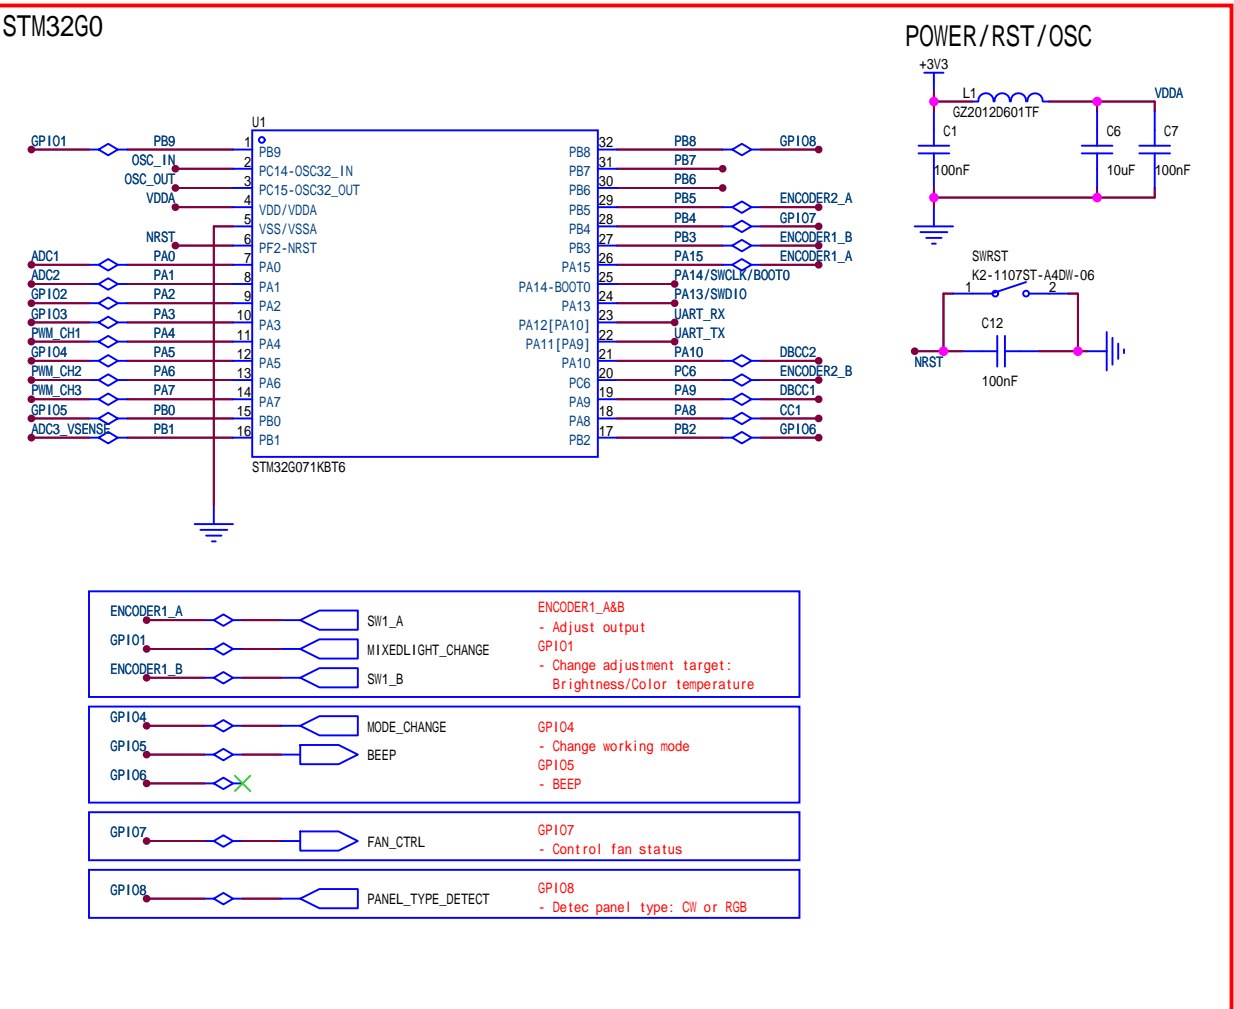 STM32G0
POWER/RST/OSC
+3V3
L1
GZ2012D601TF
VDDA
C1
100nF
C6
10uF
C7
100nF
SWRST
K2-1107ST-A4DW-06
1
2
C12
100nF
NRST
U1
GPIO1 PB9 1 PB9
OSC_IN 2 PC14-OSC32_IN
OSC_OUT 3 PC15-OSC32_OUT
VDDA 4 VDD/VDDA
5 VSS/VSSA
NRST 6 PF2-NRST
ADC1 PA0 7 PA0
ADC2 PA1 8 PA1
GPIO2 PA2 9 PA2
GPIO3 PA3 10 PA3
PWM_CH1 PA4 11 PA4
GPIO4 PA5 12 PA5
PWM_CH2 PA6 13 PA6
PWM_CH3 PA7 14 PA7
GPIO5 PB0 15 PB0
ADC3_VSENSE PB1 16 PB1
PB8 32 PB8 GPIO8
PB7 31 PB7
PB6 30 PB6
PB5 29 PB5 ENCODER2_A
PB4 28 PB4 GPIO7
PB3 27 PB3 ENCODER1_B
PA15 26 PA15 ENCODER1_A
PA14-BOOT0 25 PA14/SWCLK/BOOT0
PA13 24 PA13/SWDIO
PA12[PA10] 23 UART_RX
PA11[PA9] 22 UART_TX
PA10 21 PA10 DBCC2
PC6 20 PC6 ENCODER2_B
PA9 19 PA9 DBCC1
PA8 18 PA8 CC1
PB2 17 PB2 GPIO6
STM32G071KBT6
ENCODER1_A SW1_A
GPIO1 MIXEDLIGHT_CHANGE
ENCODER1_B SW1_B
ENCODER1_A&B
- Adjust output
GPIO1
- Change adjustment target:
Brightness/Color temperature
GPIO4 MODE_CHANGE
GPIO5 BEEP
GPIO6
GPIO4
- Change working mode
GPIO5
- BEEP
GPIO7 FAN_CTRL
GPIO7
- Control fan status
GPIO8 PANEL_TYPE_DETECT
GPIO8
- Detec panel type: CW or RGB